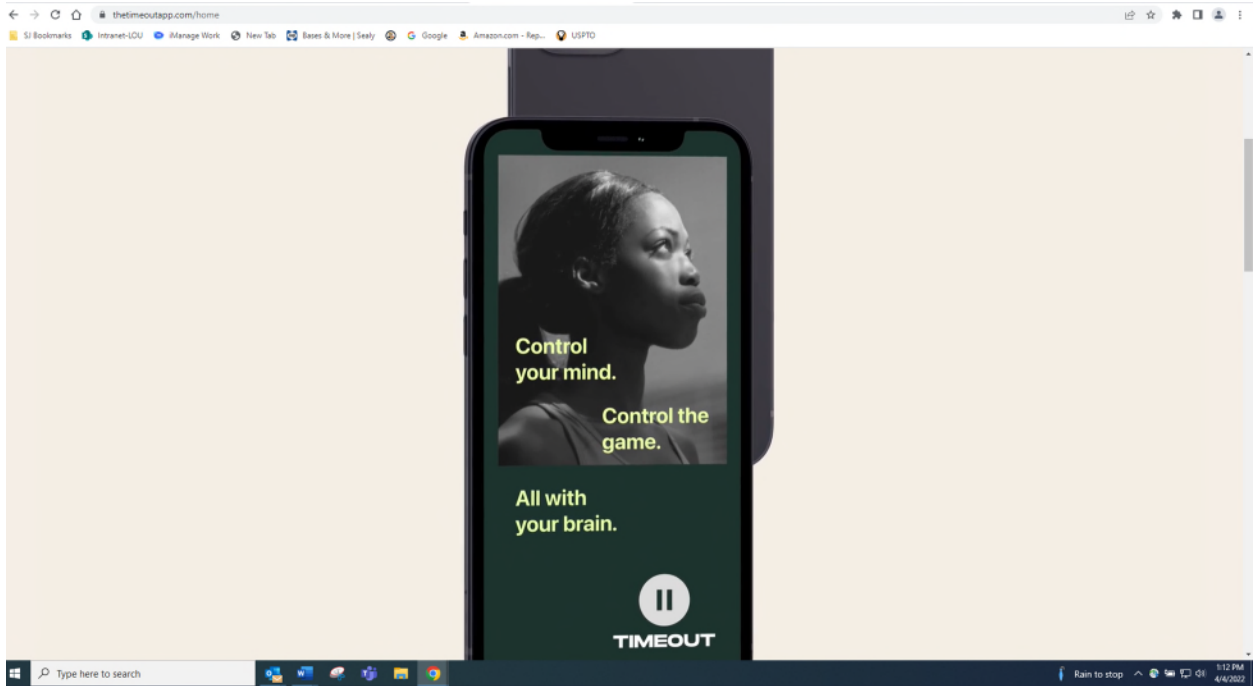 thetimeoutapp.com/home
SJ Bookmarks Intranet-LOU iManage Work New Tab Bases & More | Sealy Google Amazon.com - Rep... USPTO
Control
your mind.
Control the
game.
All with
your brain.
TIMEOUT
Type here to search
Rain to stop
1:12 PM
4/4/2022